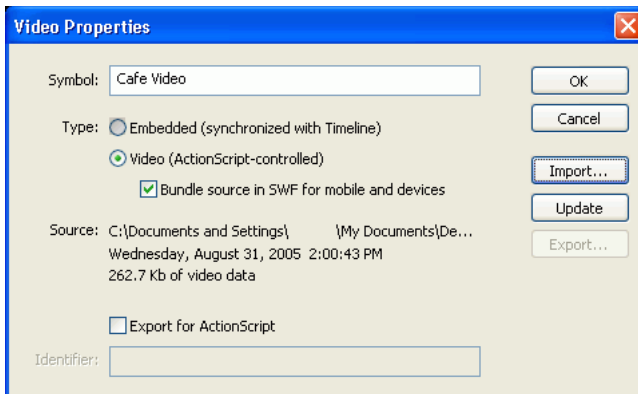 Video Properties
Symbol: Cafe Video
OK
Type: Embedded (synchronized with Timeline)
Cancel
Video (ActionScript-controlled)
Import...
Bundle source in SWF for mobile and devices
Update
Source: C:\Documents and Settings\ \My Documents\De...
Export...
Wednesday, August 31, 2005 2:00:43 PM
262.7 Kb of video data
Export for ActionScript
Identifier: